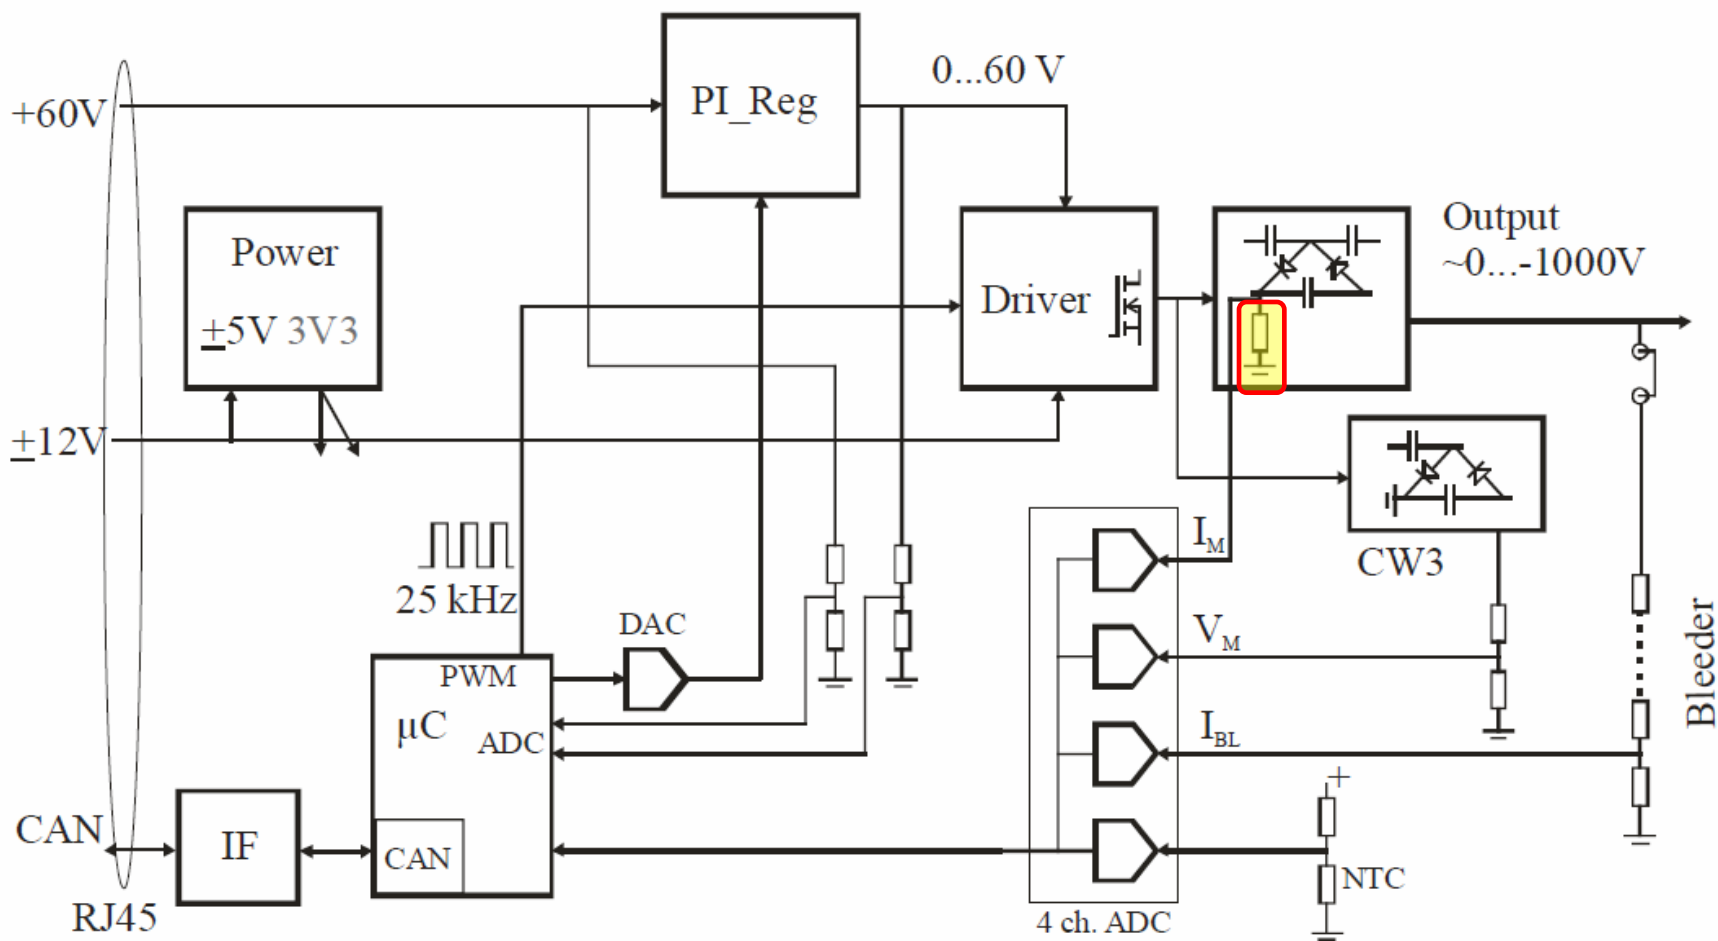 +60V
PI_Reg
0...60 V
Power
±5V 3V3
Driver
Output
~0...-1000V
±12V
25 kHz
DAC
PWM
µC
ADC
CAN
IF
CAN
RJ45
I_M
V_M
I_BL
CW3
Bleeder
+
NTC
4 ch. ADC